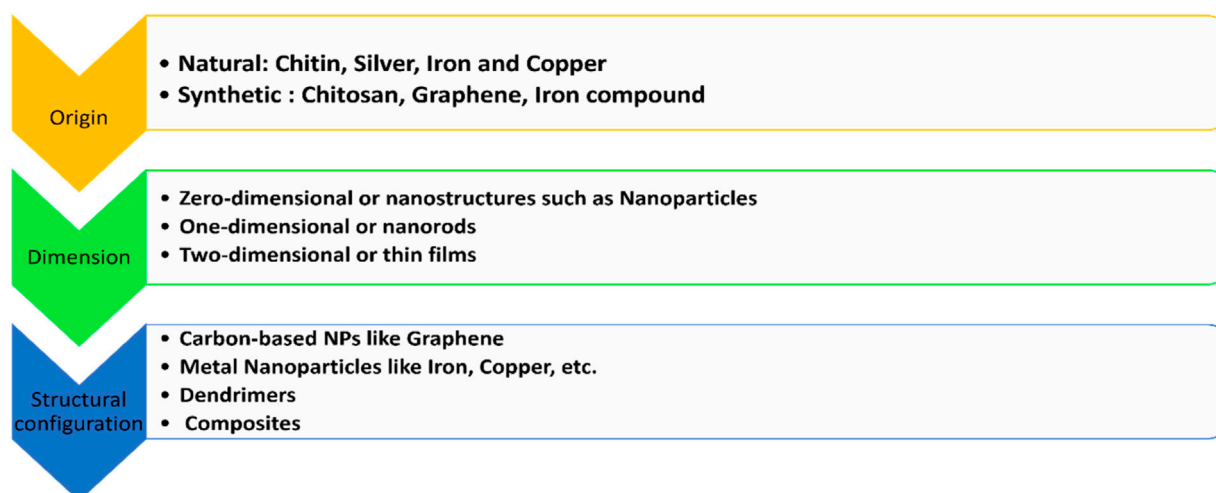 Origin
• Natural: Chitin, Silver, Iron and Copper
• Synthetic : Chitosan, Graphene, Iron compound
Dimension
• Zero-dimensional or nanostructures such as Nanoparticles
• One-dimensional or nanorods
• Two-dimensional or thin films
Structural
configuration
• Carbon-based NPs like Graphene
• Metal Nanoparticles like Iron, Copper, etc.
• Dendrimers
• Composites